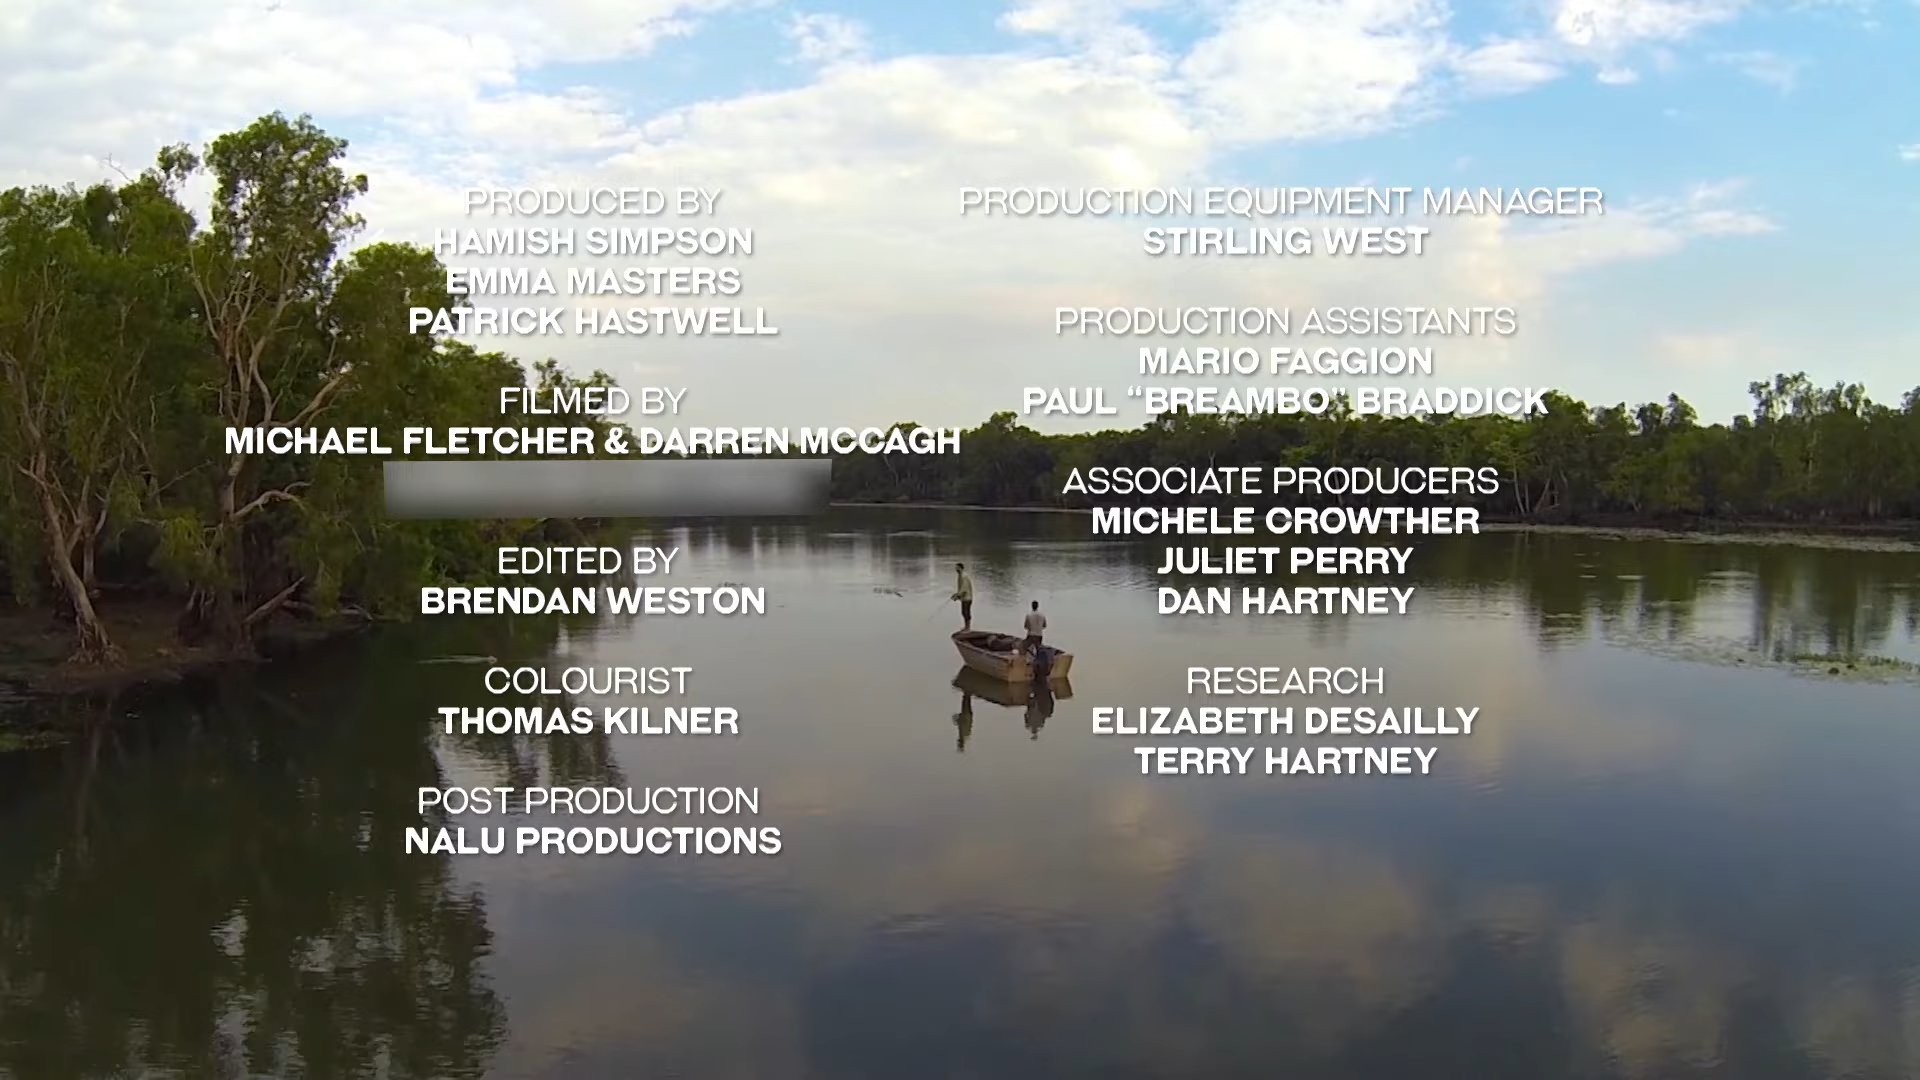 PRODUCED BY
HAMISH SIMPSON
EMMA MASTERS
PATRICK HASTWELL
FILMED BY
MICHAEL FLETCHER & DARREN MCCAGH
EDITED BY
BRENDAN WESTON
COLOURIST
THOMAS KILNER
POST PRODUCTION
NALU PRODUCTIONS
PRODUCTION EQUIPMENT MANAGER
STIRLING WEST
PRODUCTION ASSISTANTS
MARIO FAGGION
PAUL “BREAMBO” BRADDICK
ASSOCIATE PRODUCERS
MICHELE CROWTHER
JULIET PERRY
DAN HARTNEY
RESEARCH
ELIZABETH DESAILLY
TERRY HARTNEY